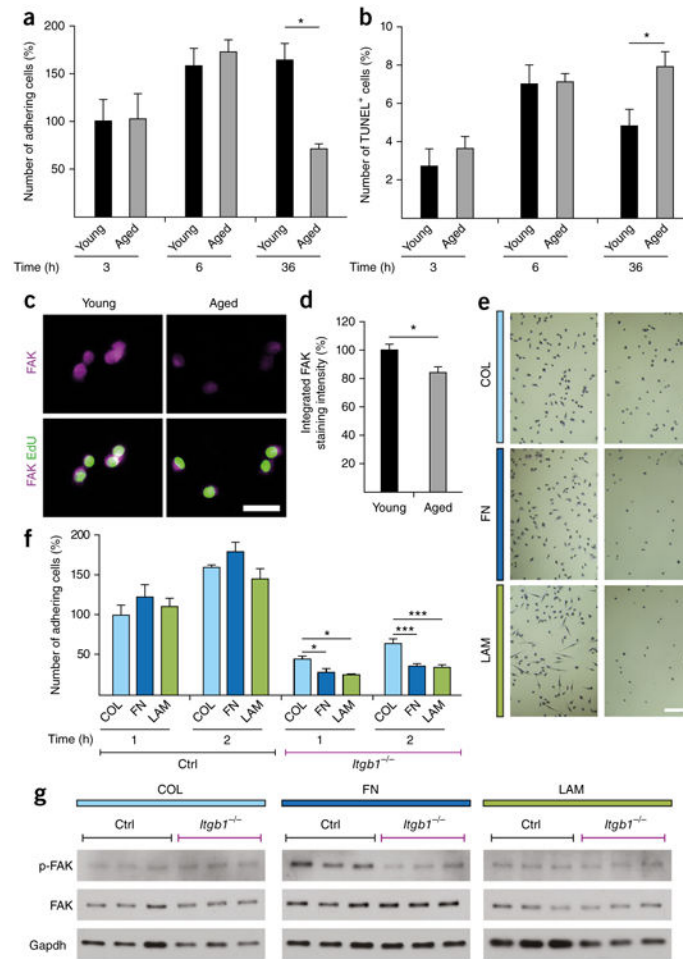 a
Number of adhering cells (%)
200
150
100
50
*
Young Aged Young Aged Young Aged
Time (h) 3 6 36
b
Number of TUNEL+ cells (%)
10
8
6
4
2
*
Young Aged Young Aged Young Aged
Time (h) 3 6 36
c
Young Aged
FAK
FAK EdU
d
Integrated FAK
staining intensity (%)
140
120
100
80
60
40
20
*
Young Aged
e
COL
FN
LAM
f
Number of adhering cells (%)
200
150
100
50
* * *** ***
COL FN LAM COL FN LAM COL FN LAM COL FN LAM
Time (h) 1 2 1 2
Ctrl Itgb1−/−
g
COL FN LAM
Ctrl Itgb1−/− Ctrl Itgb1−/− Ctrl Itgb1−/−
p-FAK
FAK
Gapdh